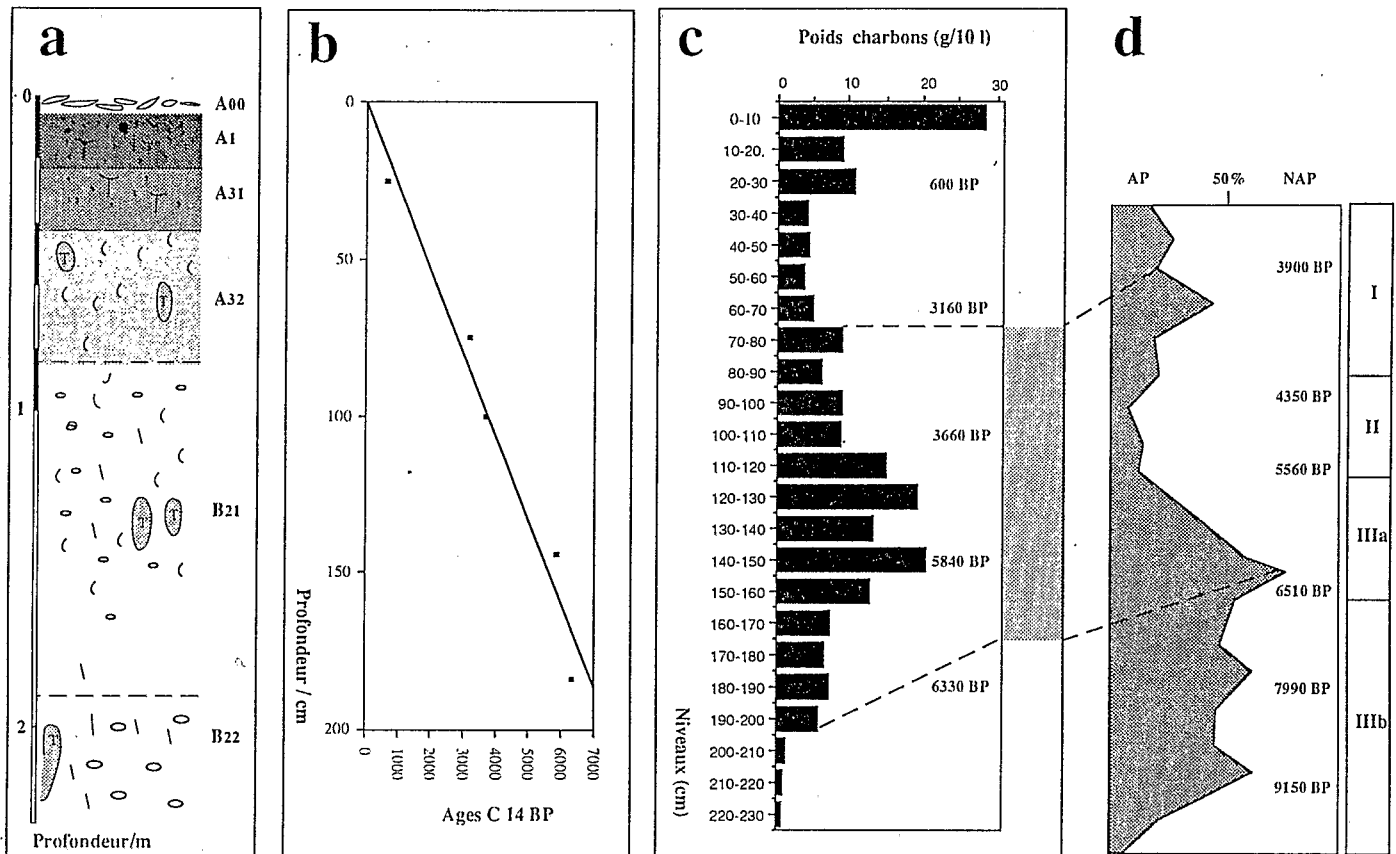 a
0
A00
A1
A31
A32
1
B21
2
B22
T
T
T
T
T
Profondeur/m
b
0
50
100
150
200
Profondeur / cm
0
1000
2000
3000
4000
5000
6000
7000
Ages C 14 BP
c
Poids charbons (g/10 l)
0
10
20
30
0-10
10-20.
20-30
600 BP
30-40
40-50
50-60
60-70
3160 BP
70-80
80-90
90-100
100-110
3660 BP
110-120
120-130
130-140
140-150
5840 BP
150-160
160-170
170-180
180-190
6330 BP
190-200
200-210
210-220
220-230
Niveaux (cm)
d
AP 50% NAP
3900 BP
I
4350 BP
II
5560 BP
IIIa
6510 BP
7990 BP
IIIb
9150 BP